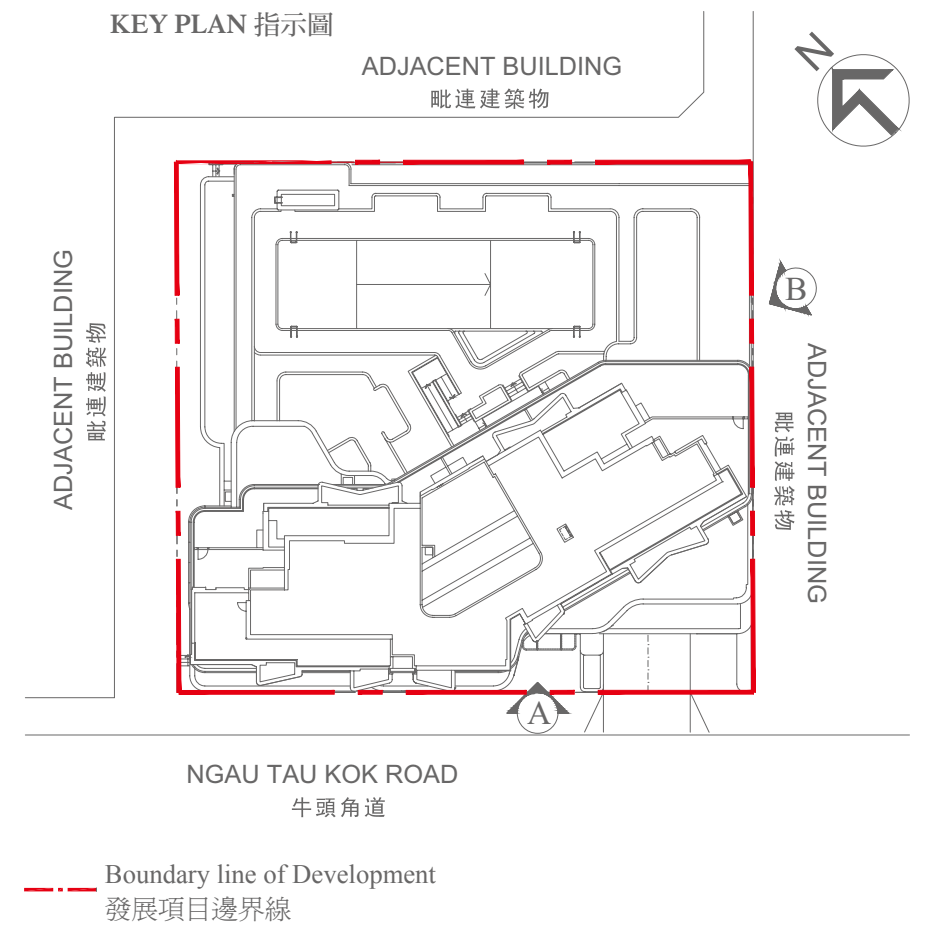 KEY PLAN 指示圖
ADJACENT BUILDING
毗連建築物
N
ADJACENT BUILDING
毗連建築物
B
ADJACENT BUILDING
毗連建築物
A
NGAU TAU KOK ROAD
牛頭角道
Boundary line of Development
發展項目邊界線